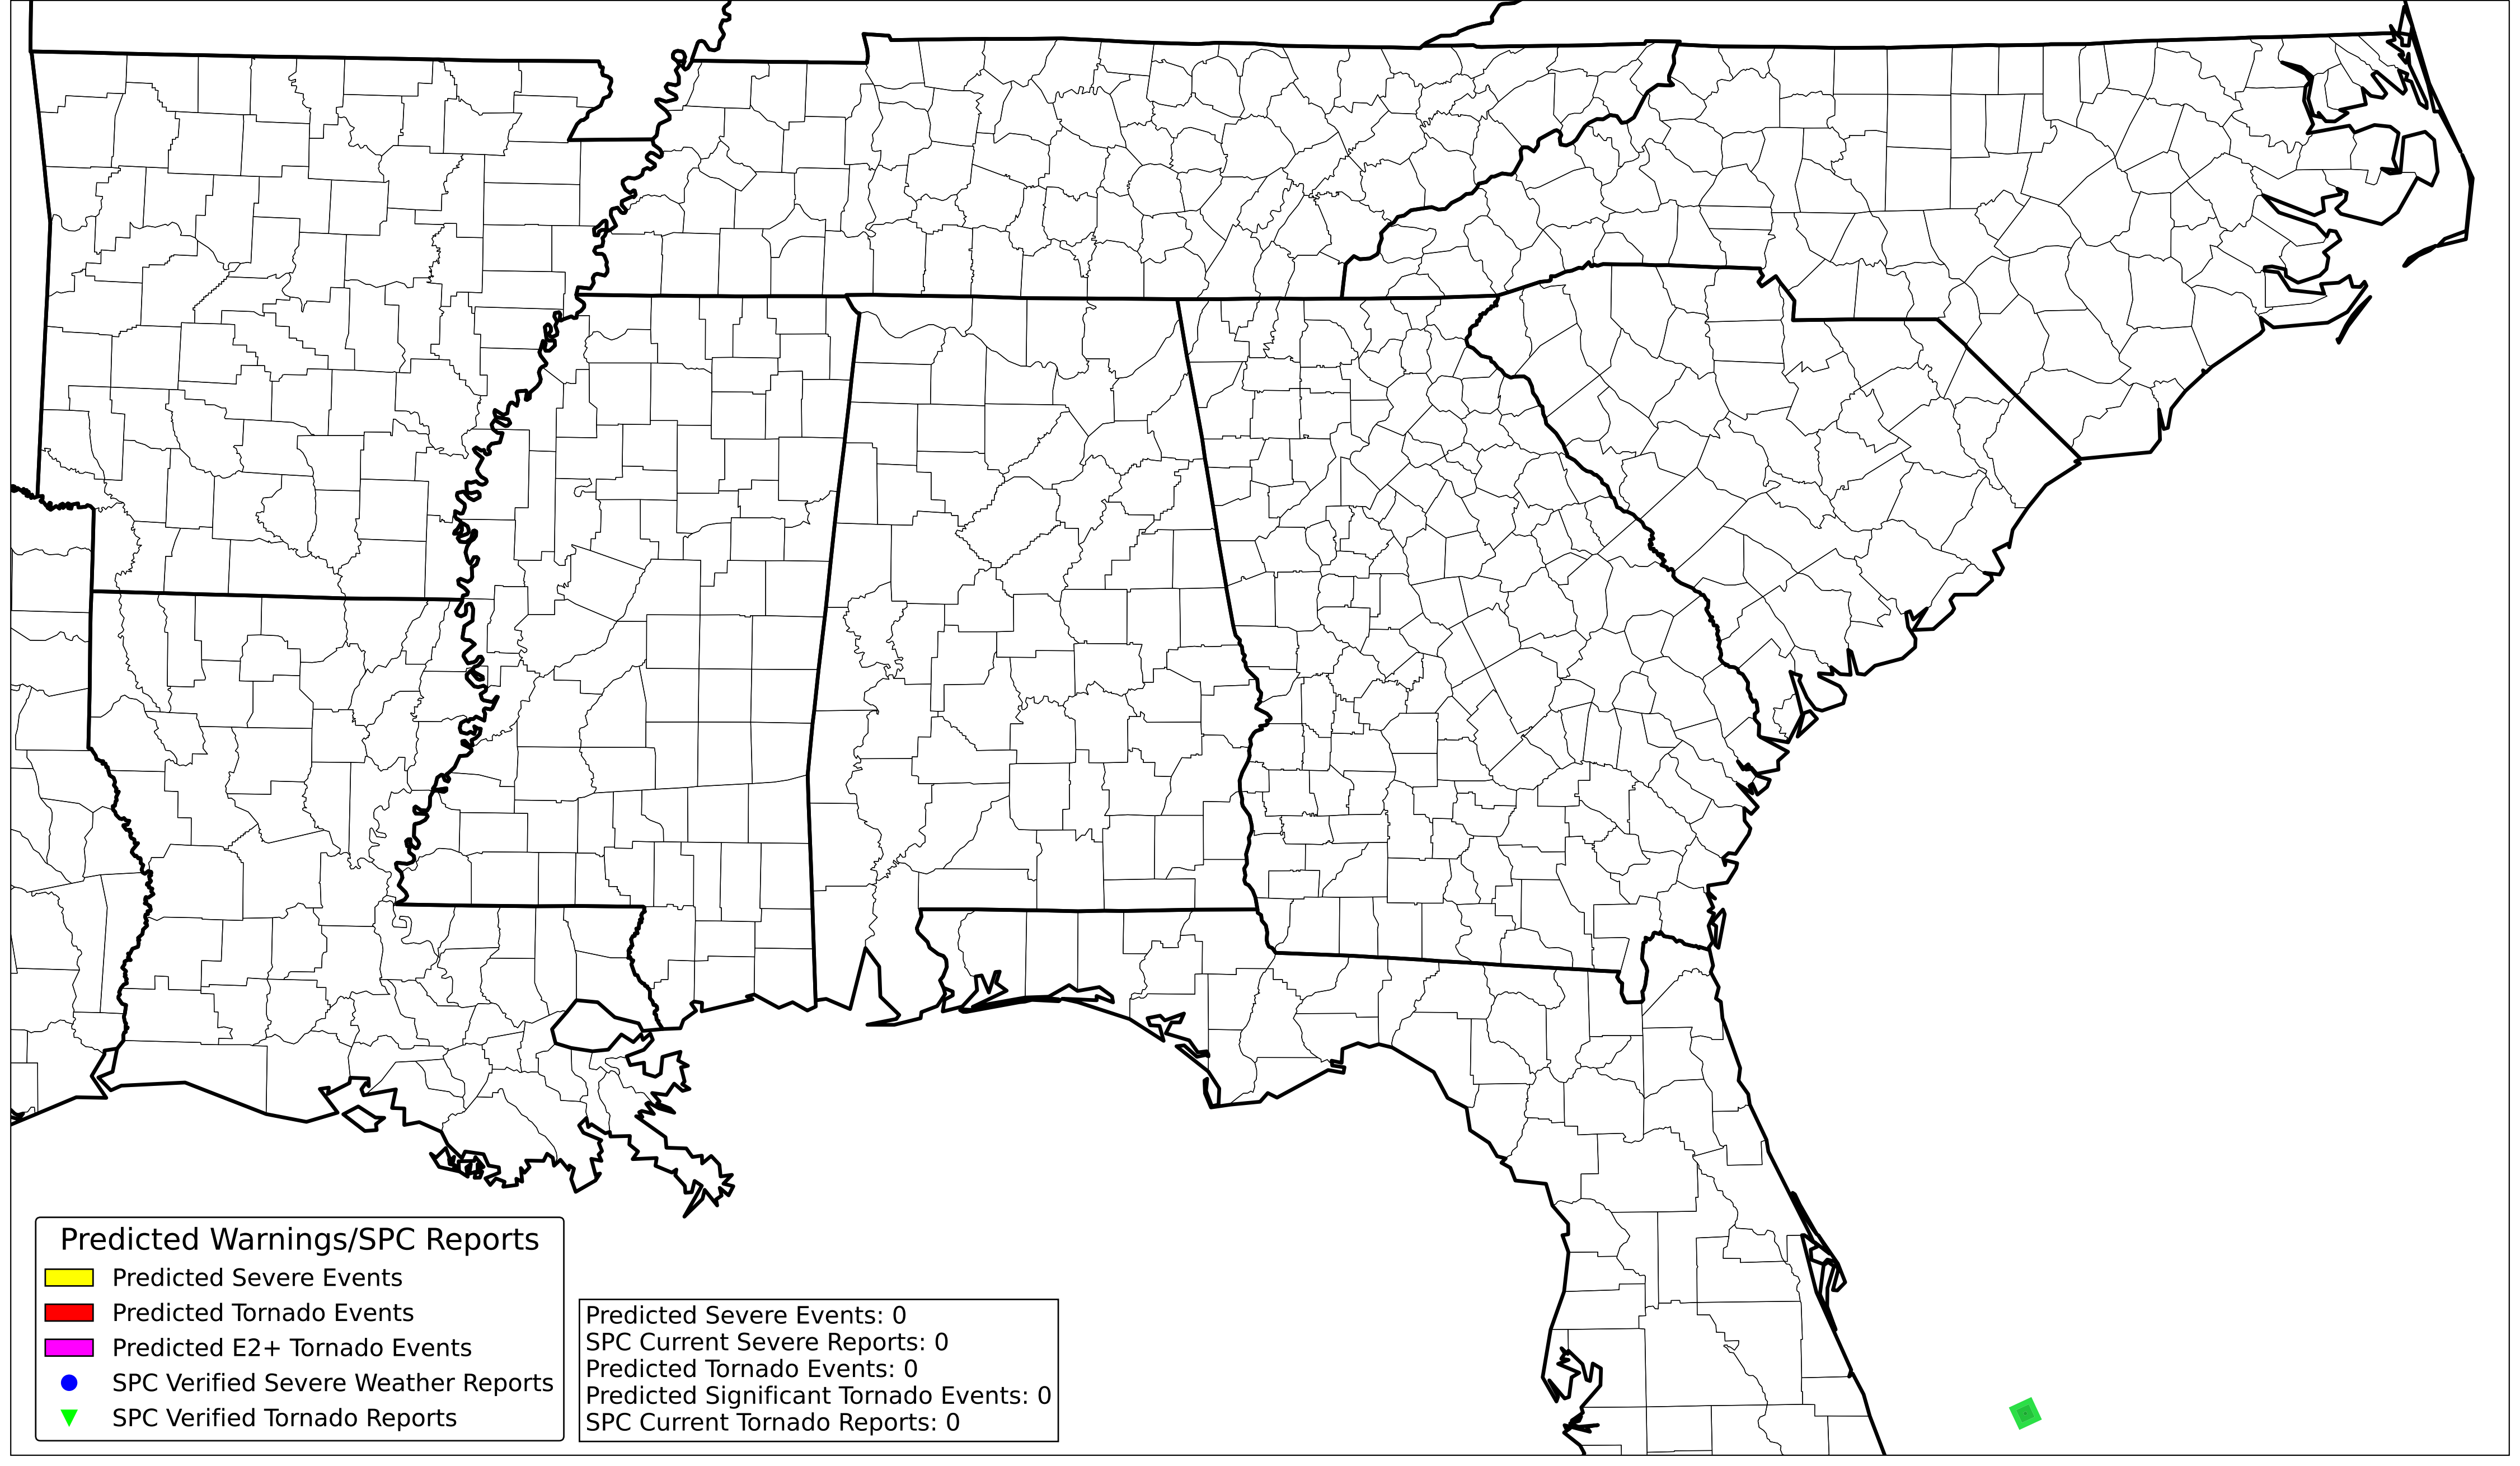 Predicted Warnings/SPC Reports
Predicted Severe Events
Predicted Tornado Events
Predicted E2+ Tornado Events
SPC Verified Severe Weather Reports
SPC Verified Tornado Reports
Predicted Severe Events: 0
SPC Current Severe Reports: 0
Predicted Tornado Events: 0
Predicted Significant Tornado Events: 0
SPC Current Tornado Reports: 0